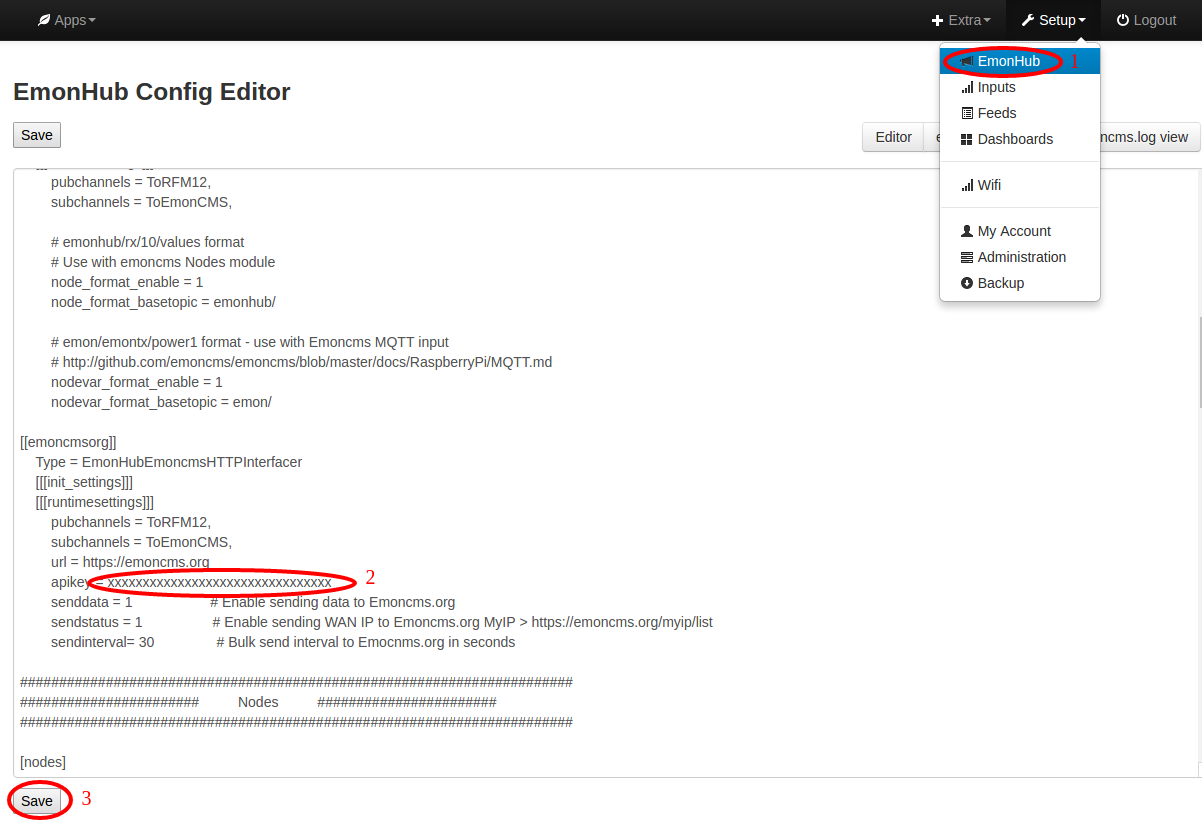 Apps
Extra
Setup
Logout
EmonHub 1
Inputs
Feeds
Dashboards
Wifi
My Account
Administration
Backup
EmonHub Config Editor
Save
Editor
ncms.log view
pubchannels = ToRFM12,
subchannels = ToEmonCMS,
# emonhub/rx/10/values format
# Use with emoncms Nodes module
node_format_enable = 1
node_format_basetopic = emonhub/
# emon/emontx/power1 format - use with Emoncms MQTT input
# http://github.com/emoncms/emoncms/blob/master/docs/RaspberryPi/MQTT.md
nodevar_format_enable = 1
nodevar_format_basetopic = emon/
[[emoncmsorg]]
Type = EmonHubEmoncmsHTTPInterfacer
[[[init_settings]]]
[[[runtimesettings]]]
pubchannels = ToRFM12,
subchannels = ToEmonCMS,
url = https://emoncms.org
apikey = xxxxxxxxxxxxxxxxxxxxxxxxxxxxxxxx 2
senddata = 1 # Enable sending data to Emoncms.org
sendstatus = 1 # Enable sending WAN IP to Emoncms.org MyIP > https://emoncms.org/myip/list
sendinterval= 30 # Bulk send interval to Emocnms.org in seconds
#######################################################################
####################### Nodes #######################
#######################################################################
[nodes]
Save 3